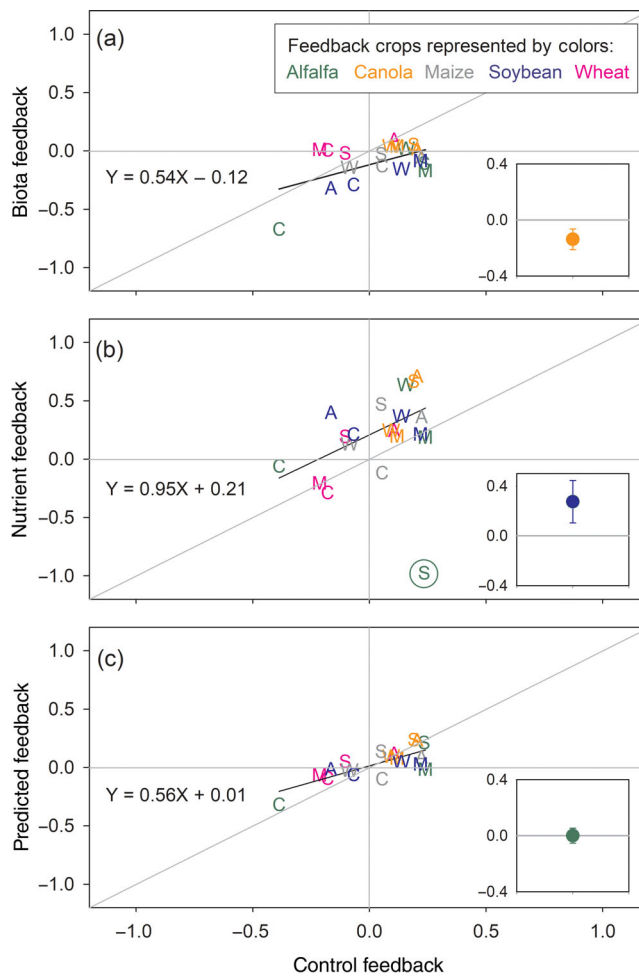 (a)
Feedback crops represented by colors:
Alfalfa Canola Maize Soybean Wheat
1.0
0.5
0.0
−0.5
−1.0
Biota feedback
Y = 0.54X − 0.12
M C S W A C A C S C W A M W A W S A M M
0.4
0.0
−0.4
(b)
1.0
0.5
0.0
−0.5
−1.0
Nutrient feedback
Y = 0.95X + 0.21
C M C A S W C S C W A M W W S A A M M
S
0.4
0.0
−0.4
(c)
1.0
0.5
0.0
−0.5
−1.0
Predicted feedback
Y = 0.56X + 0.01
C M C A S W C S C W A M W S A S A M M
0.4
0.0
−0.4
−1.0 −0.5 0.0 0.5 1.0
Control feedback